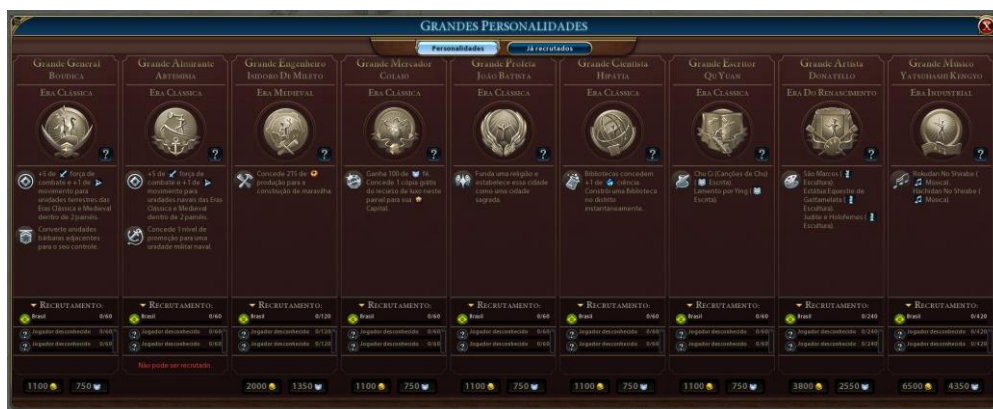 GRANDES PERSONALIDADES
Personalidades
Já recrutados
Grande General
BOUDICA
ERA CLÁSSICA
+5 de força de
combate e +1 de
movimento para
unidades terrestres das
Eras Clássica e Medieval
dentro de 2 painéis.
Converte unidades
bárbaras adjacentes
para o seu controle.
RECRUTAMENTO:
Brasil 0/60
Jogador desconhecido 0/60
Jogador desconhecido 0/60
1100 750
Grande Almirante
ARTEMISIA
ERA CLÁSSICA
+5 de força de
combate e +1 de
movimento para
unidades navais das Eras
Clássica e Medieval
dentro de 2 painéis.
Concede 1 nível de
promoção para uma
unidade militar naval.
RECRUTAMENTO:
Brasil 0/60
Jogador desconhecido 0/60
Jogador desconhecido 0/60
Não pode ser recrutado.
Grande Engenheiro
ISIDORO DE MILETO
ERA MEDIEVAL
Concede 215 de
produção para a
construção de maravilha.
RECRUTAMENTO:
Brasil 0/120
Jogador desconhecido 0/120
Jogador desconhecido 0/120
2000 1350
Grande Mercador
COLAIO
ERA CLÁSSICA
Ganha 100 de fé.
Concede 1 cópia grátis
do recurso de luxo neste
painel para sua
Capital.
RECRUTAMENTO:
Brasil 0/60
Jogador desconhecido 0/60
Jogador desconhecido 0/60
1100 750
Grande Profeta
JOÃO BATISTA
ERA CLÁSSICA
Funda uma religião e
estabelece essa cidade
como uma cidade
sagrada.
RECRUTAMENTO:
Brasil 0/60
Jogador desconhecido 0/60
Jogador desconhecido 0/60
1100 750
Grande Cientista
HIPÁTIA
ERA CLÁSSICA
Bibliotecas concedem
+1 de ciência.
Constrói uma Biblioteca
no distrito
instantaneamente.
RECRUTAMENTO:
Brasil 0/60
Jogador desconhecido 0/60
Jogador desconhecido 0/60
1100 750
Grande Escritor
QU YUAN
ERA CLÁSSICA
Chu Ci (Canções de Chu)
( Escrita).
Lamento por Ying (
Escrita).
RECRUTAMENTO:
Brasil 0/60
Jogador desconhecido 0/60
Jogador desconhecido 0/60
1100 750
Grande Artista
DONATELLO
ERA DO RENASCIMENTO
São Marcos (
Escultura).
Estátua Equestre de
Gattamelata (
Escultura).
Judite e Holofernes (
Escultura).
RECRUTAMENTO:
Brasil 0/240
Jogador desconhecido 0/240
Jogador desconhecido 0/240
3800 2550
Grande Músico
YATSUHASHI KENGYO
ERA INDUSTRIAL
Rokudan No Shirabe (
Música).
Hachidan No Shirabe (
Música).
RECRUTAMENTO:
Brasil 0/420
Jogador desconhecido 0/420
Jogador desconhecido 0/420
6500 4350